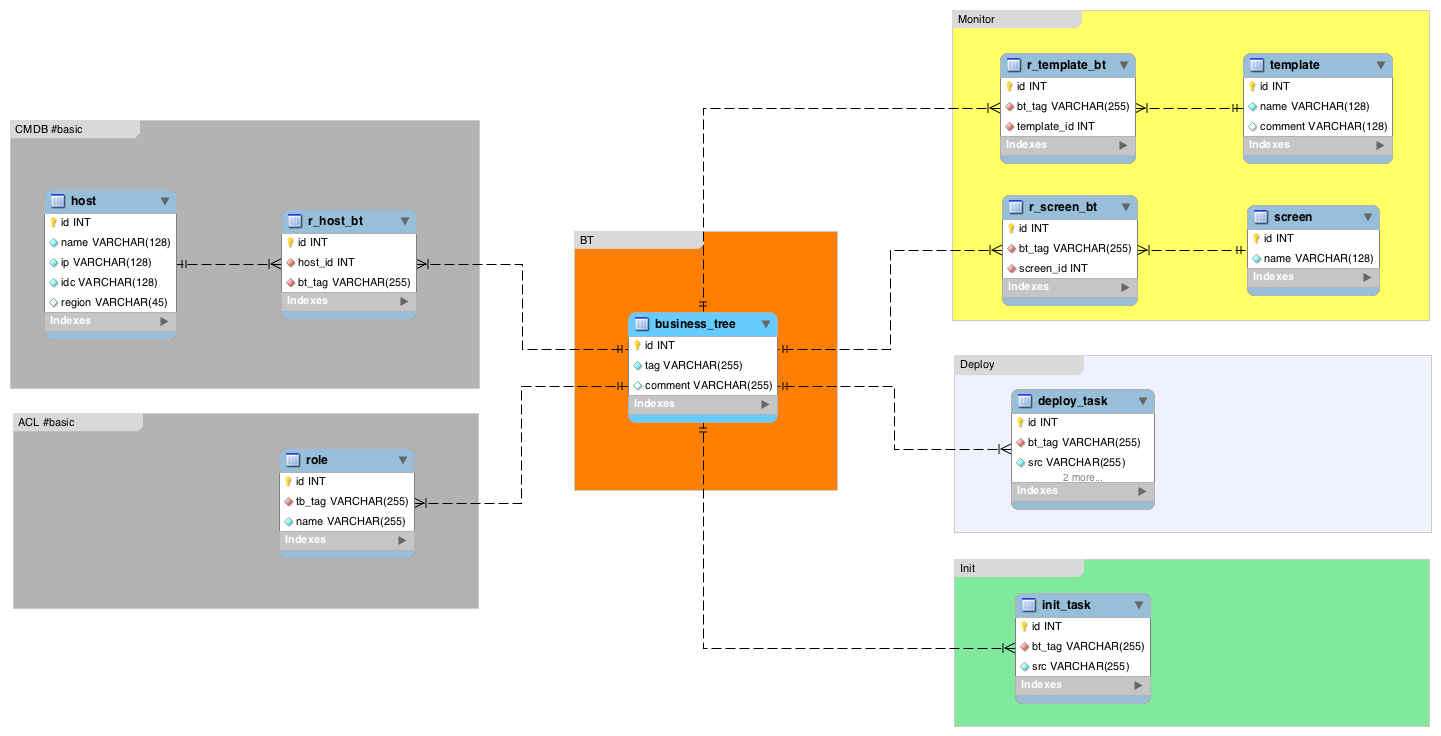 CMDB #basic
host
id INT
name VARCHAR(128)
ip VARCHAR(128)
idc VARCHAR(128)
region VARCHAR(45)
Indexes
r_host_bt
id INT
host_id INT
bt_tag VARCHAR(255)
Indexes
ACL #basic
role
id INT
tb_tag VARCHAR(255)
name VARCHAR(255)
Indexes
BT
business_tree
id INT
tag VARCHAR(255)
comment VARCHAR(255)
Indexes
Monitor
r_template_bt
id INT
bt_tag VARCHAR(255)
template_id INT
Indexes
template
id INT
name VARCHAR(128)
comment VARCHAR(128)
Indexes
r_screen_bt
id INT
bt_tag VARCHAR(255)
screen_id INT
Indexes
screen
id INT
name VARCHAR(128)
Indexes
Deploy
deploy_task
id INT
bt_tag VARCHAR(255)
src VARCHAR(255)
2 more...
Indexes
Init
init_task
id INT
bt_tag VARCHAR(255)
src VARCHAR(255)
Indexes